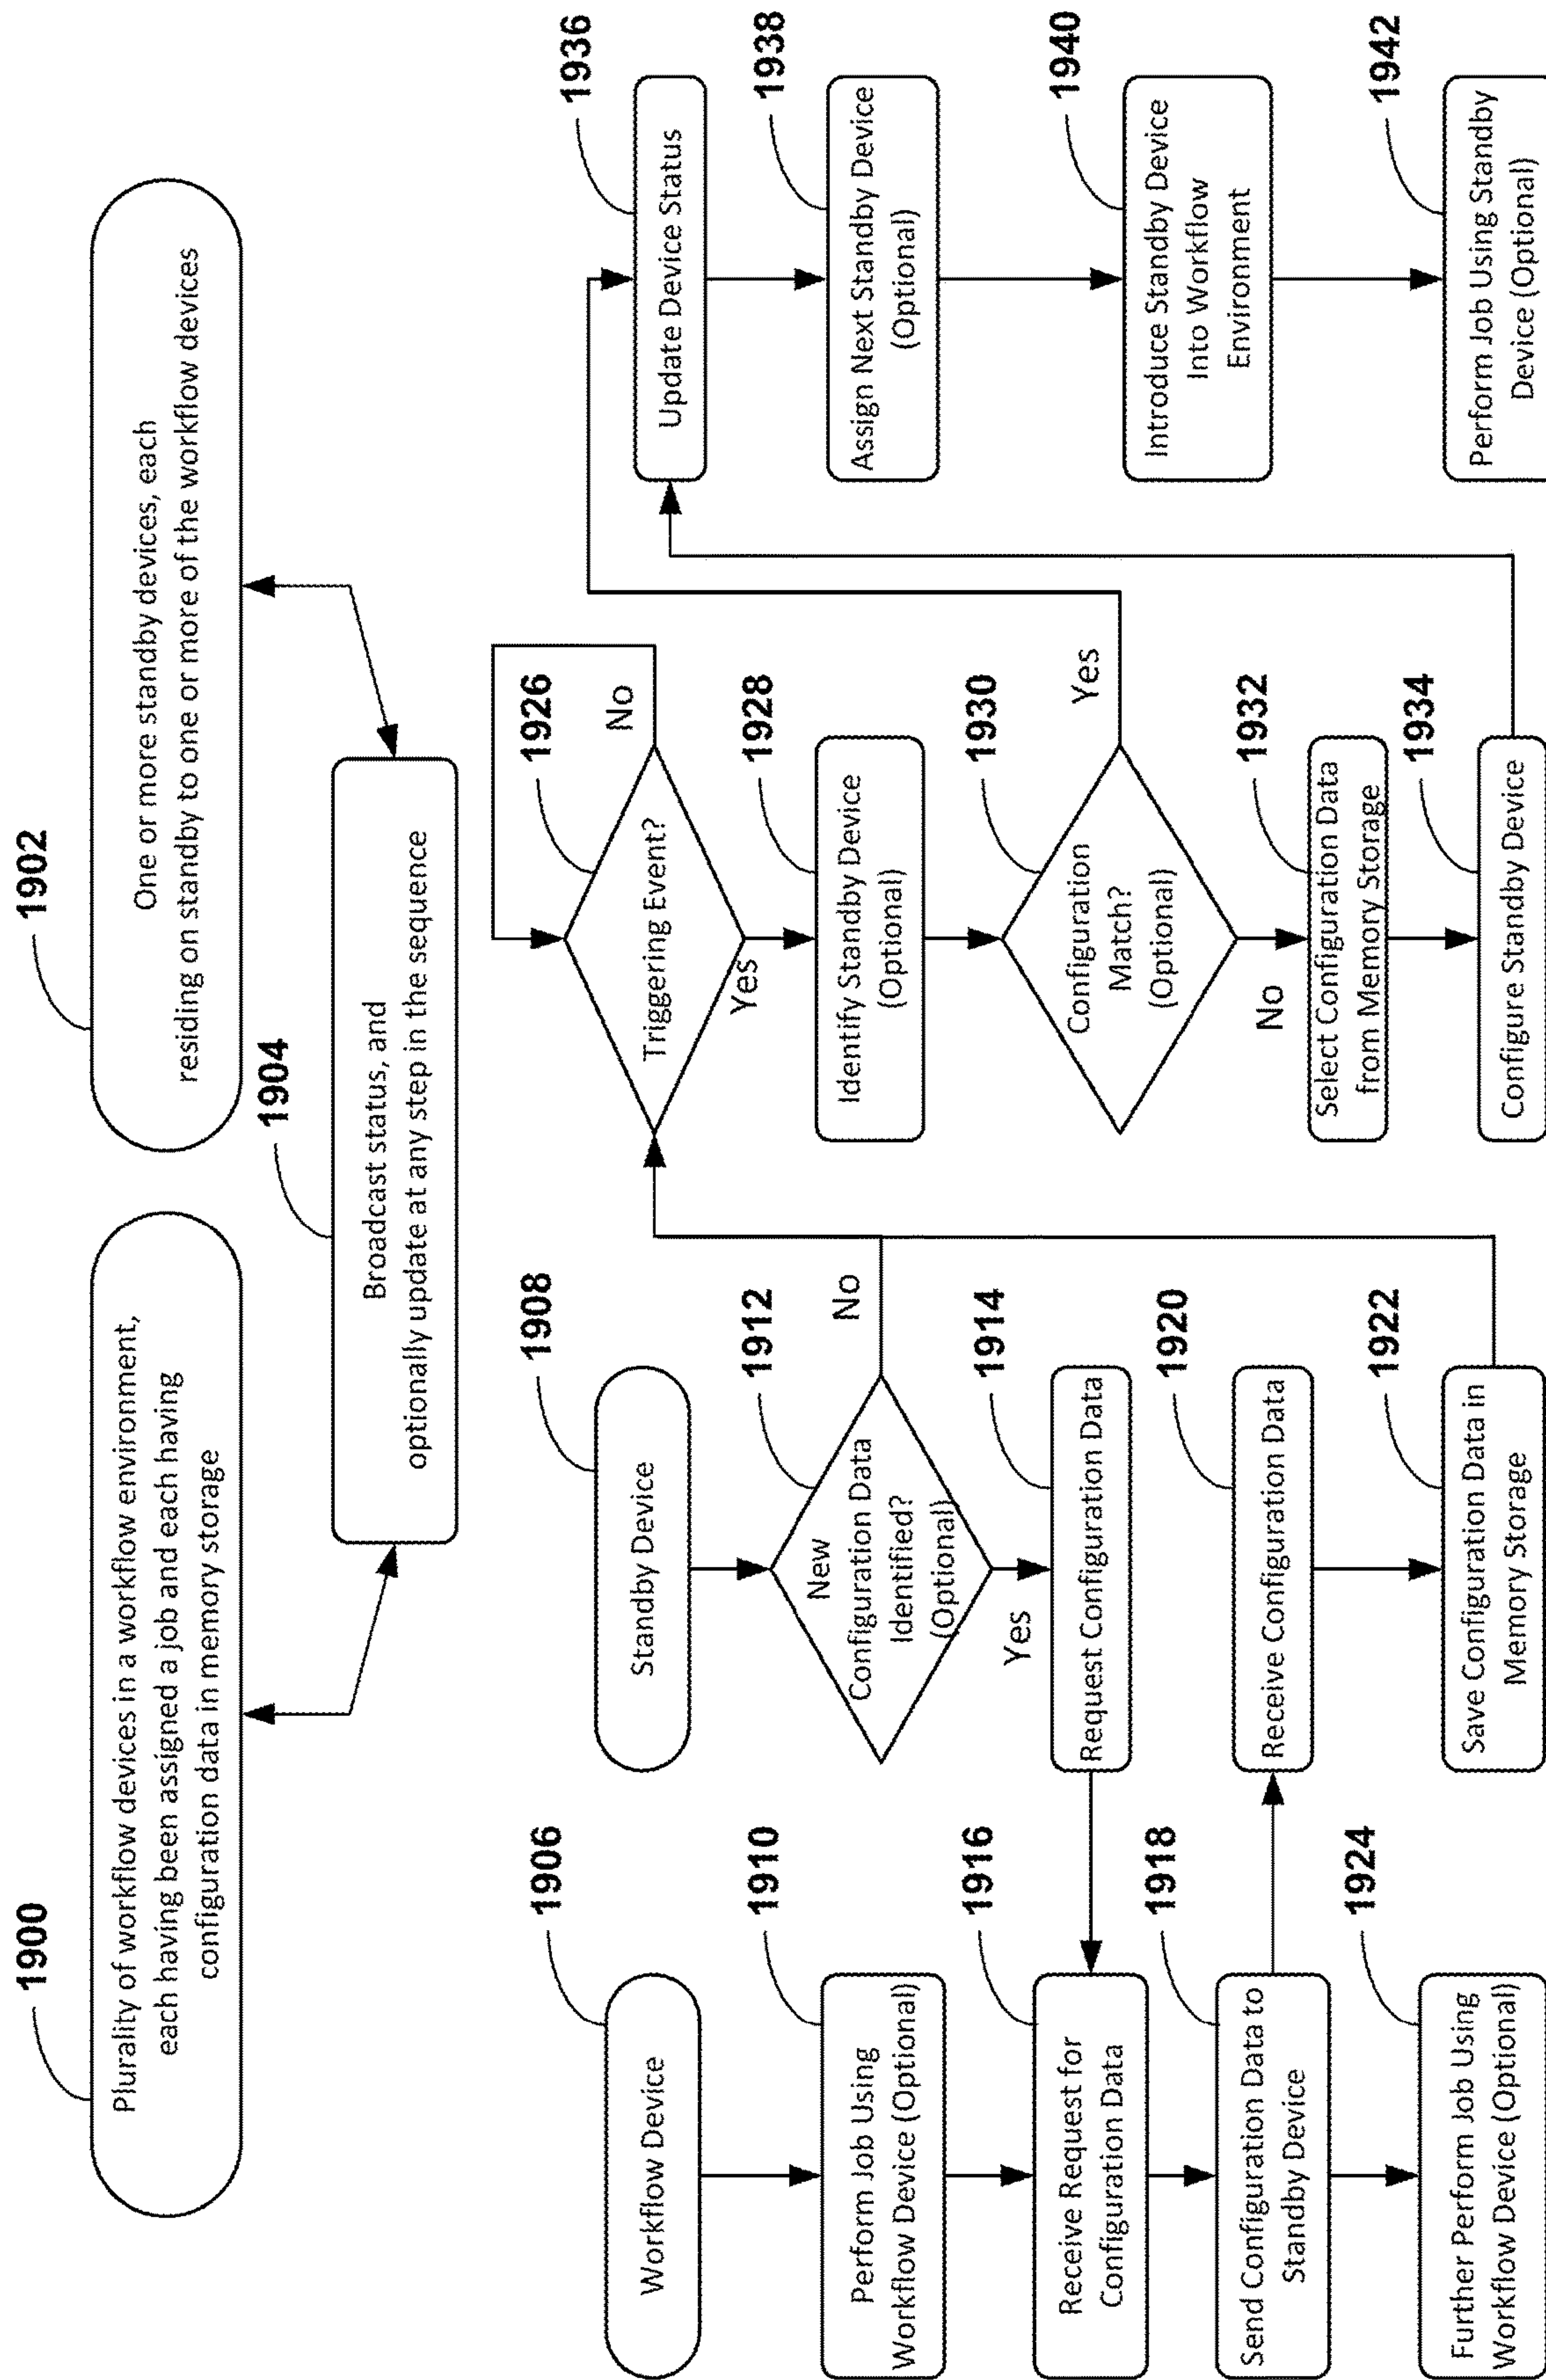 1900
Plurality of workflow devices in a workflow environment,
each having been assigned a job and each having
configuration data in memory storage
1902
One or more standby devices, each
residing on standby to one or more of the workflow devices
1904
Broadcast status, and
optionally update at any step in the sequence
1906
Workflow Device
1910
Perform Job Using
Workflow Device (Optional)
1916
Receive Request for
Configuration Data
1918
Send Configuration Data to
Standby Device
1924
Further Perform Job Using
Workflow Device (Optional)
1908
Standby Device
1912
New
Configuration Data
Identified?
(Optional)
No
Yes
1914
Request Configuration Data
1920
Receive Configuration Data
1922
Save Configuration Data in
Memory Storage
1926
Triggering Event?
No
Yes
1928
Identify Standby Device
(Optional)
1930
Configuration
Match?
(Optional)
Yes
No
1932
Select Configuration Data
from Memory Storage
1934
Configure Standby Device
1936
Update Device Status
1938
Assign Next Standby Device
(Optional)
1940
Introduce Standby Device
Into Workflow
Environment
1942
Perform Job Using Standby
Device (Optional)